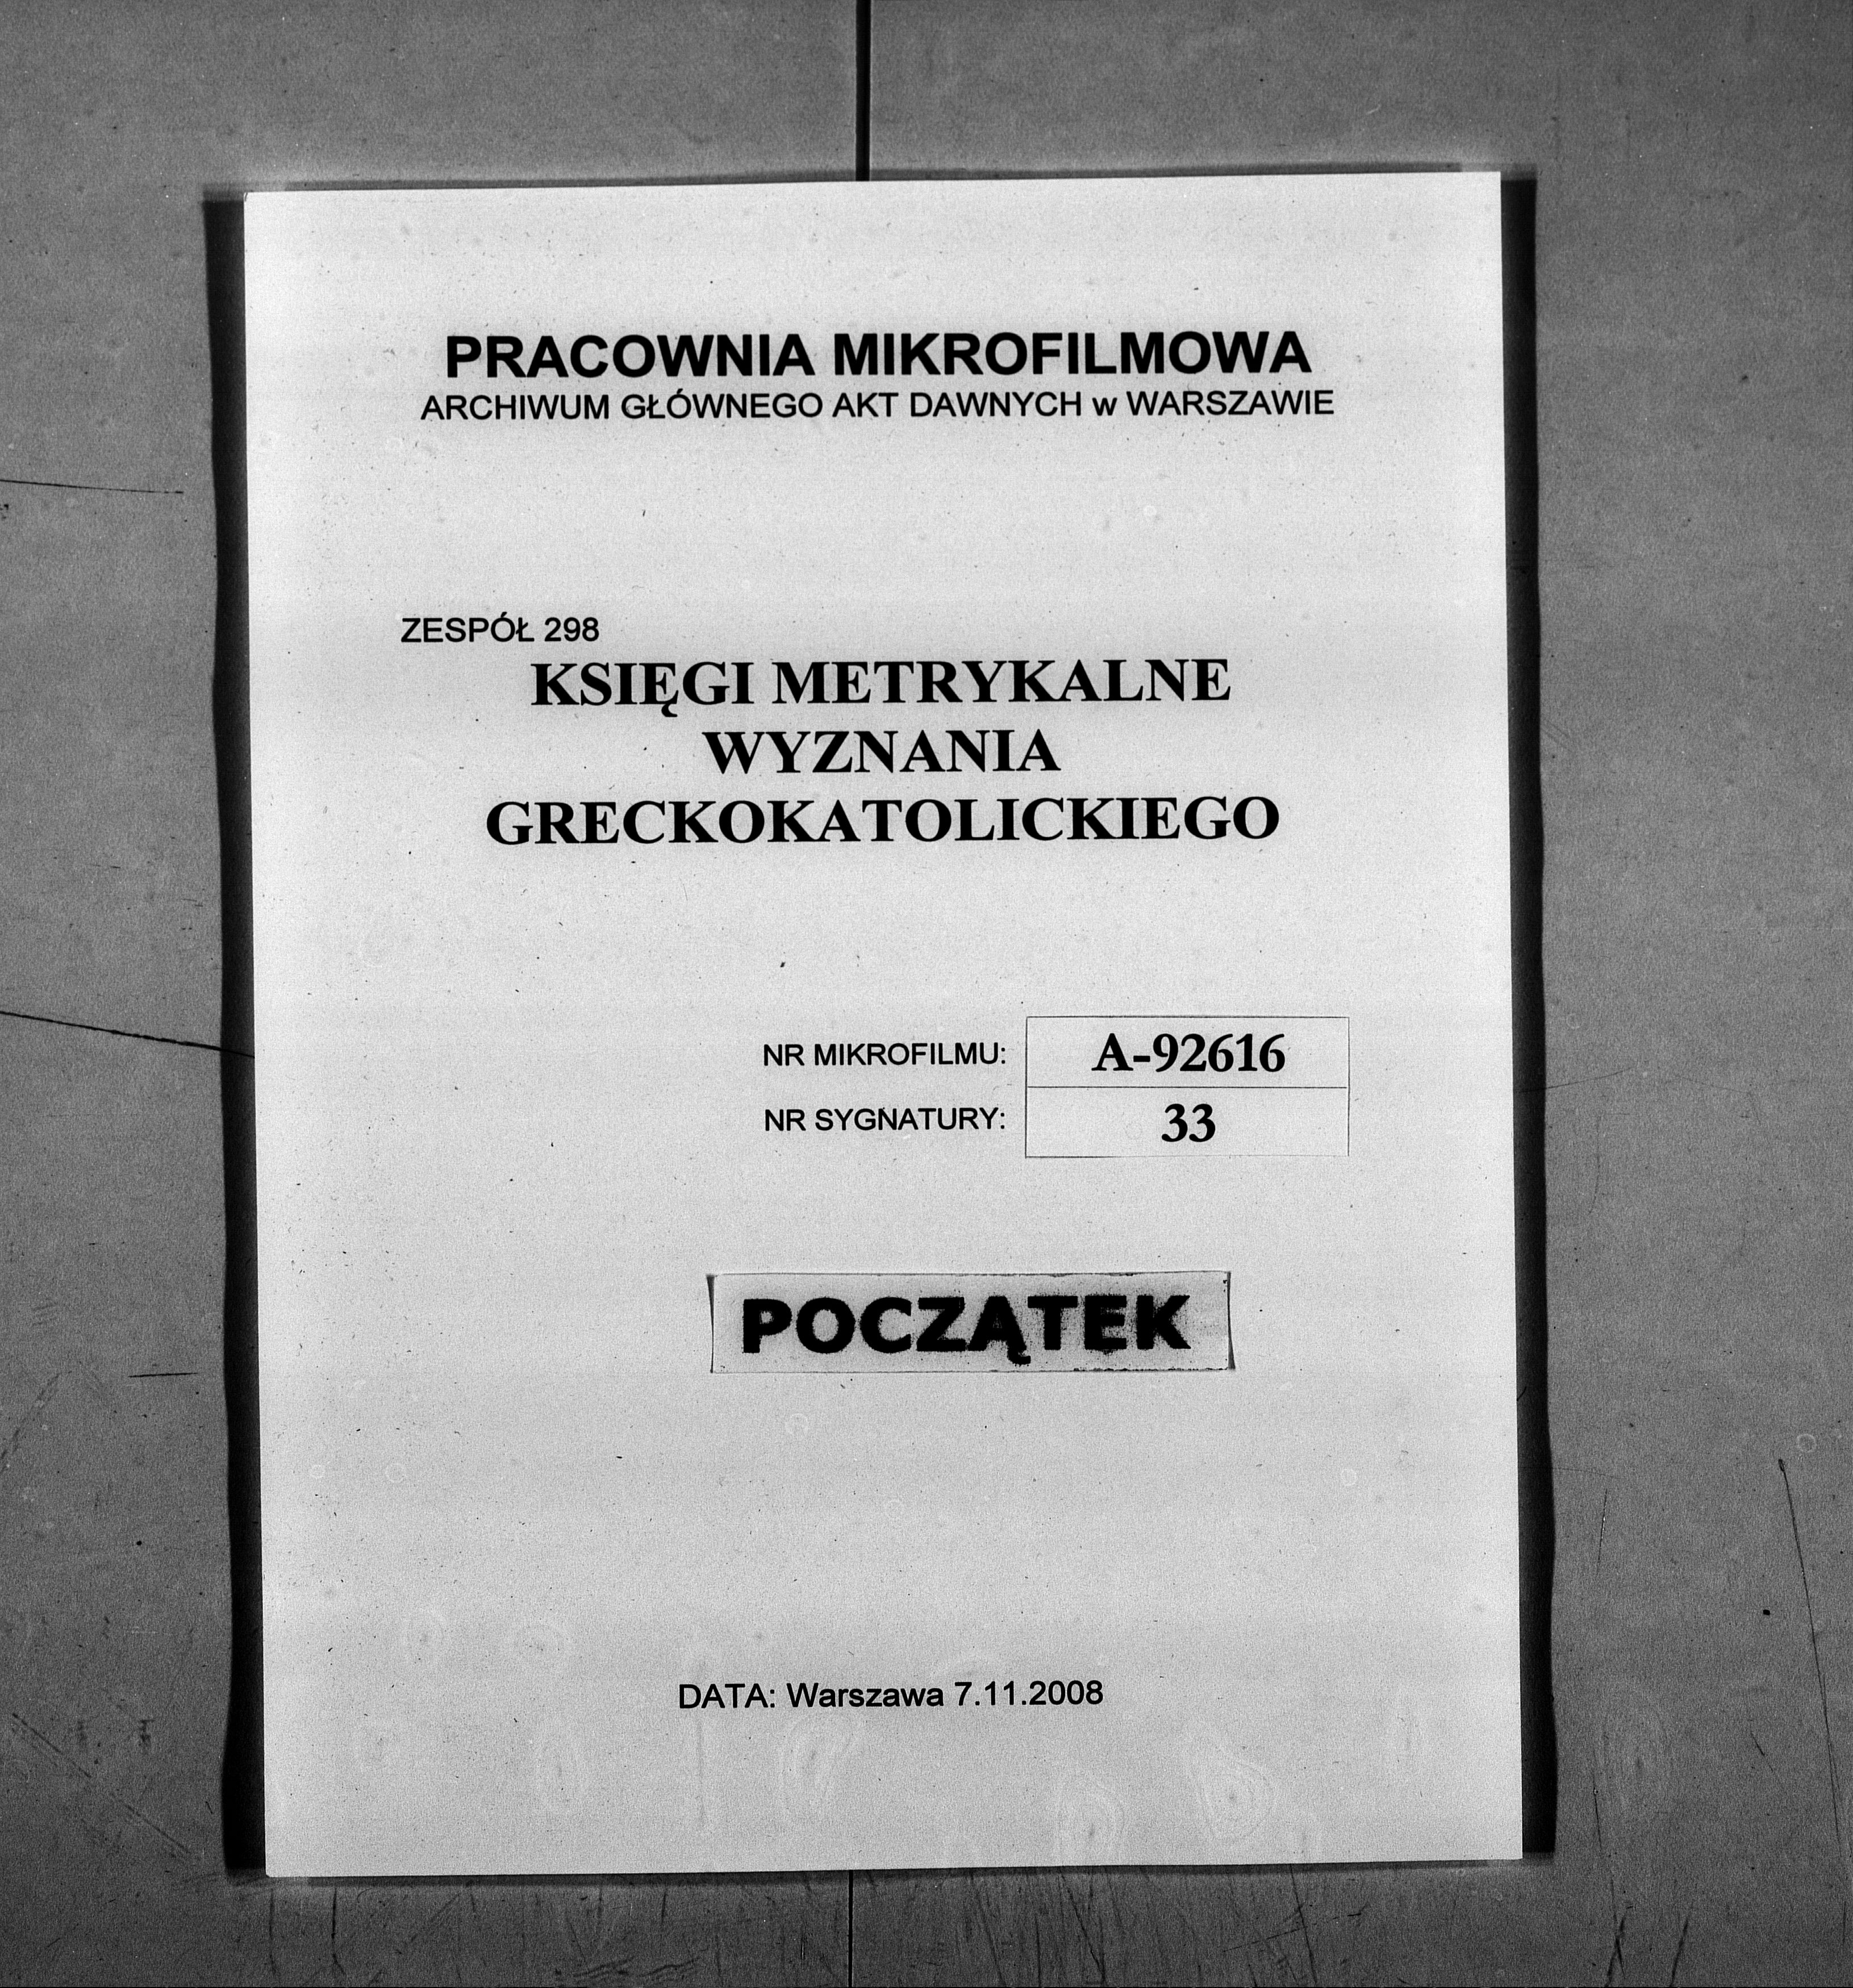 PRACOWNIA MIKROFILMOWA
ARCHIWUM GŁÓWNEGO AKT DAWNYCH w WARSZAWIE
ZESPÓŁ 298
KSIĘGI METRYKALNE
WYZNANIA
GRECKOKATOLICKIEGO
NR MIKROFILMU: A-92616
NR SYGNATURY: 33
POCZĄTEK
DATA: Warszawa 7.11.2008